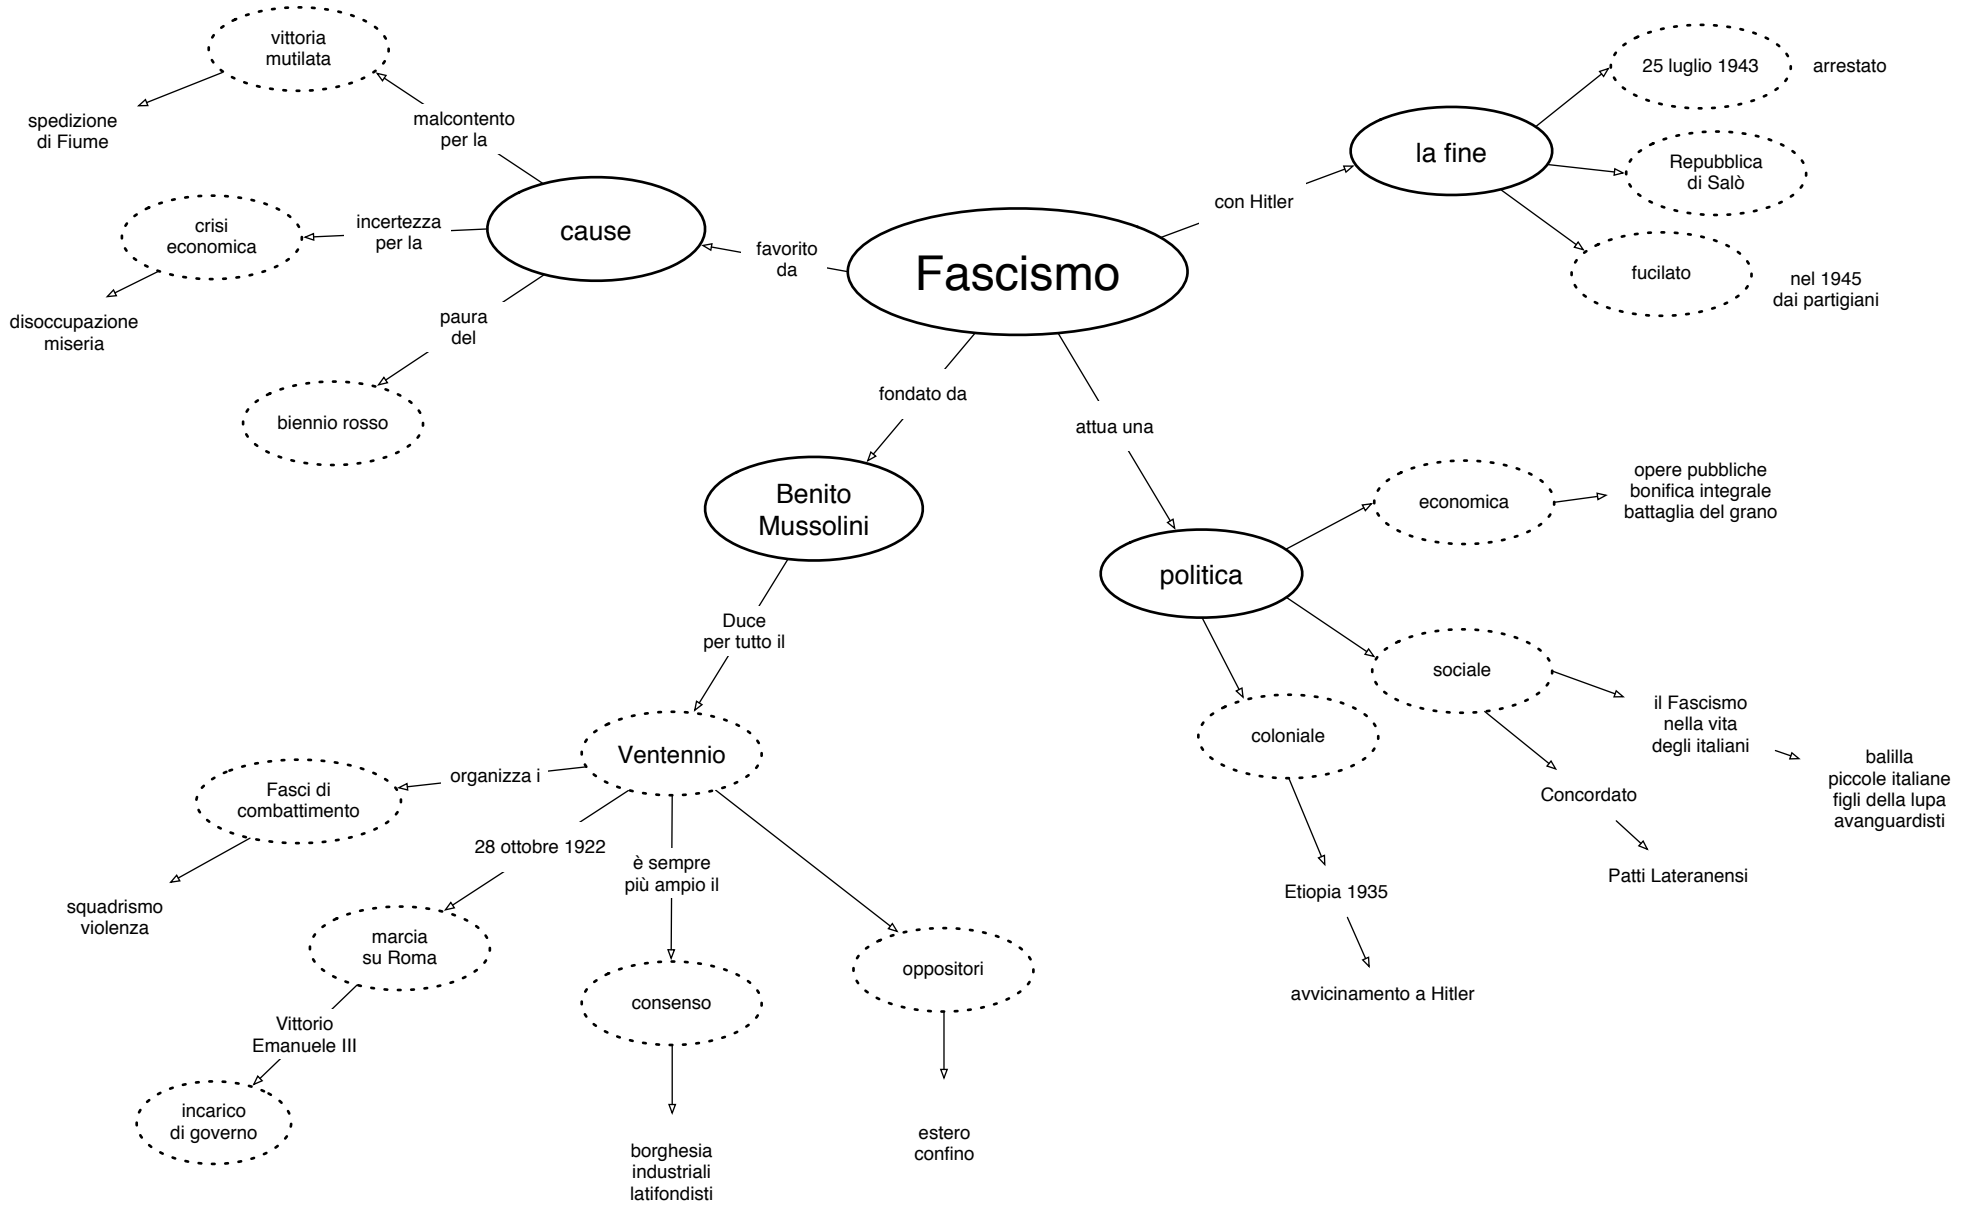 Fascismo
favorito
da
cause
malcontento
per la
vittoria
mutilata
spedizione
di Fiume
incertezza
per la
crisi
economica
disoccupazione
miseria
paura
del
biennio rosso
con Hitler
la fine
25 luglio 1943
arrestato
Repubblica
di Salò
fucilato
nel 1945
dai partigiani
fondato da
Benito
Mussolini
Duce
per tutto il
Ventennio
organizza i
Fasci di
combattimento
squadrismo
violenza
28 ottobre 1922
marcia
su Roma
Vittorio
Emanuele III
incarico
di governo
è sempre
più ampio il
consenso
borghesia
industriali
latifondisti
oppositori
estero
confino
attua una
politica
economica
opere pubbliche
bonifica integrale
battaglia del grano
sociale
il Fascismo
nella vita
degli italiani
balilla
piccole italiane
figli della lupa
avanguardisti
Concordato
Patti Lateranensi
coloniale
Etiopia 1935
avvicinamento a Hitler